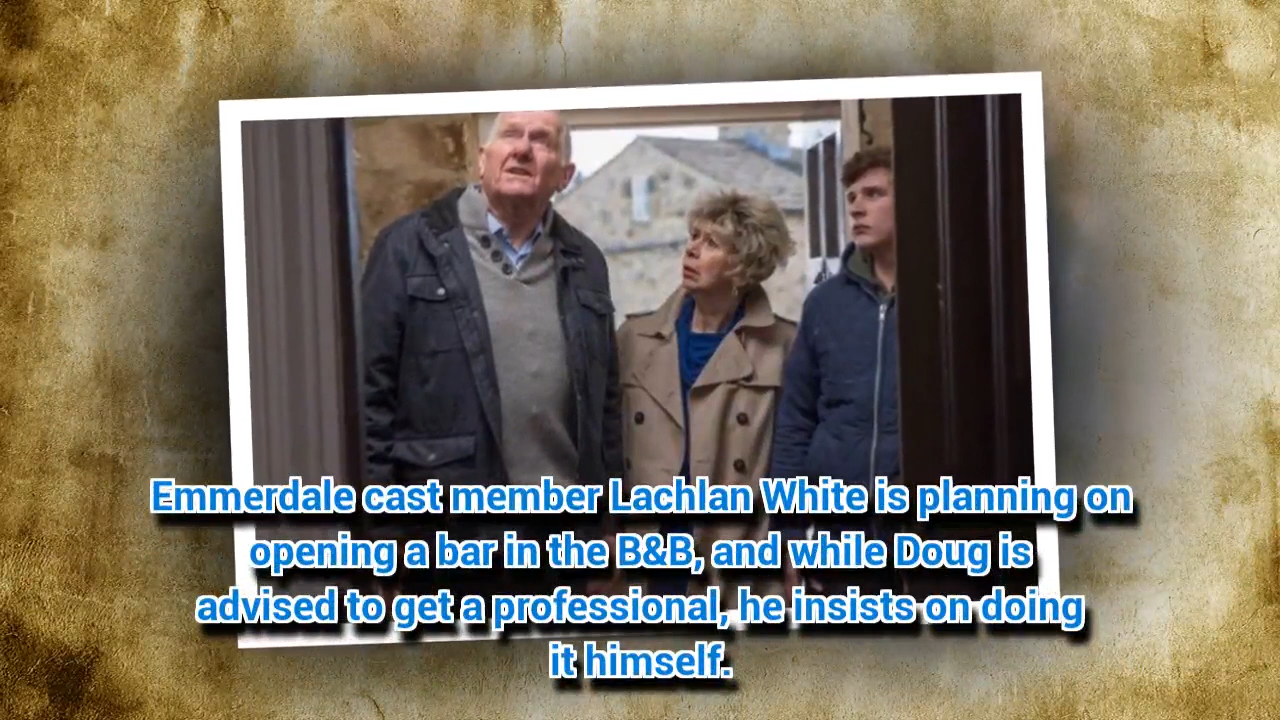 Emmerdale cast member Lachlan White is planning on
opening a bar in the B&B, and while Doug is
advised to get a professional, he insists on doing
it himself.